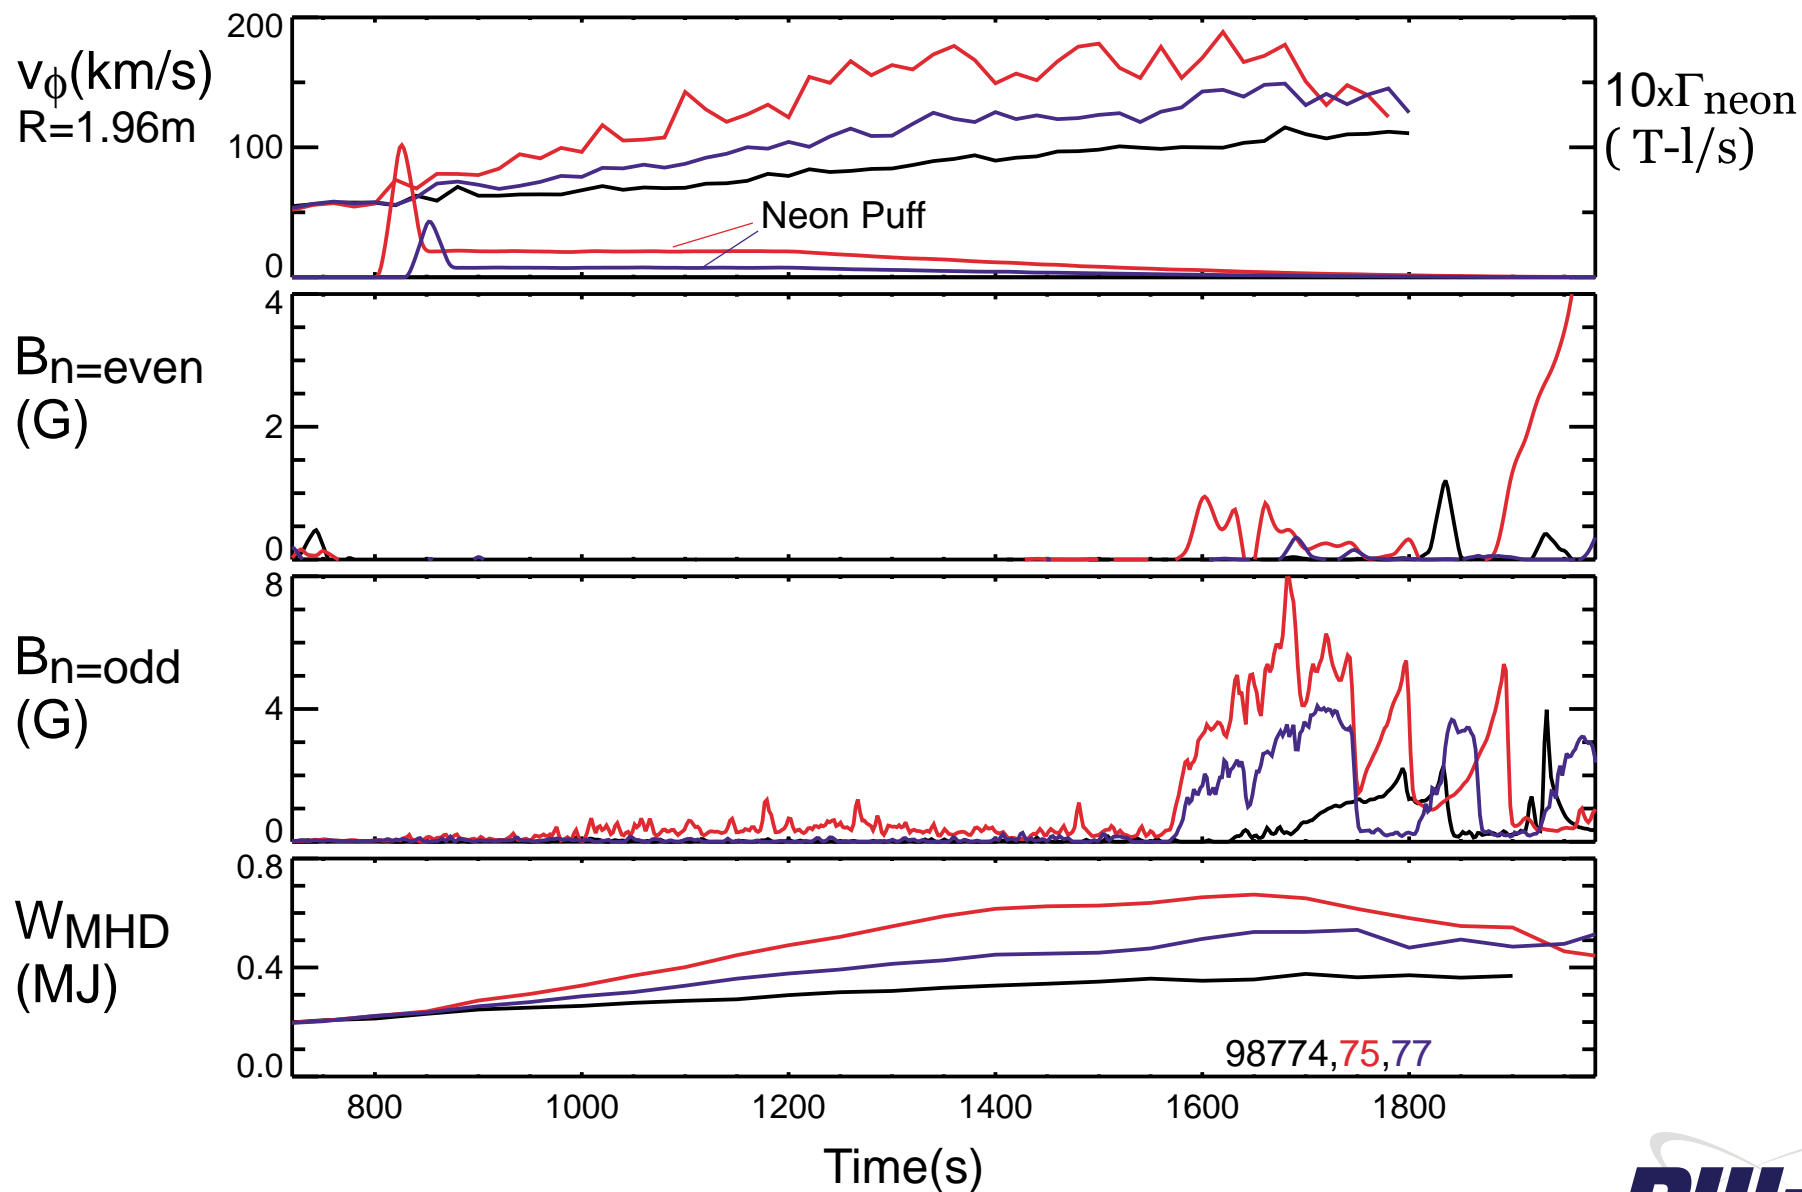 200
vϕ(km/s)
R=1.96m
100
0
10xΓneon
( T-l/s)
Neon Puff
4
Bn=even
(G)
2
0
8
Bn=odd
(G)
4
0
0.8
WMHD
(MJ)
0.4
0.0
98774,75,77
800 1000 1200 1400 1600 1800
Time(s)